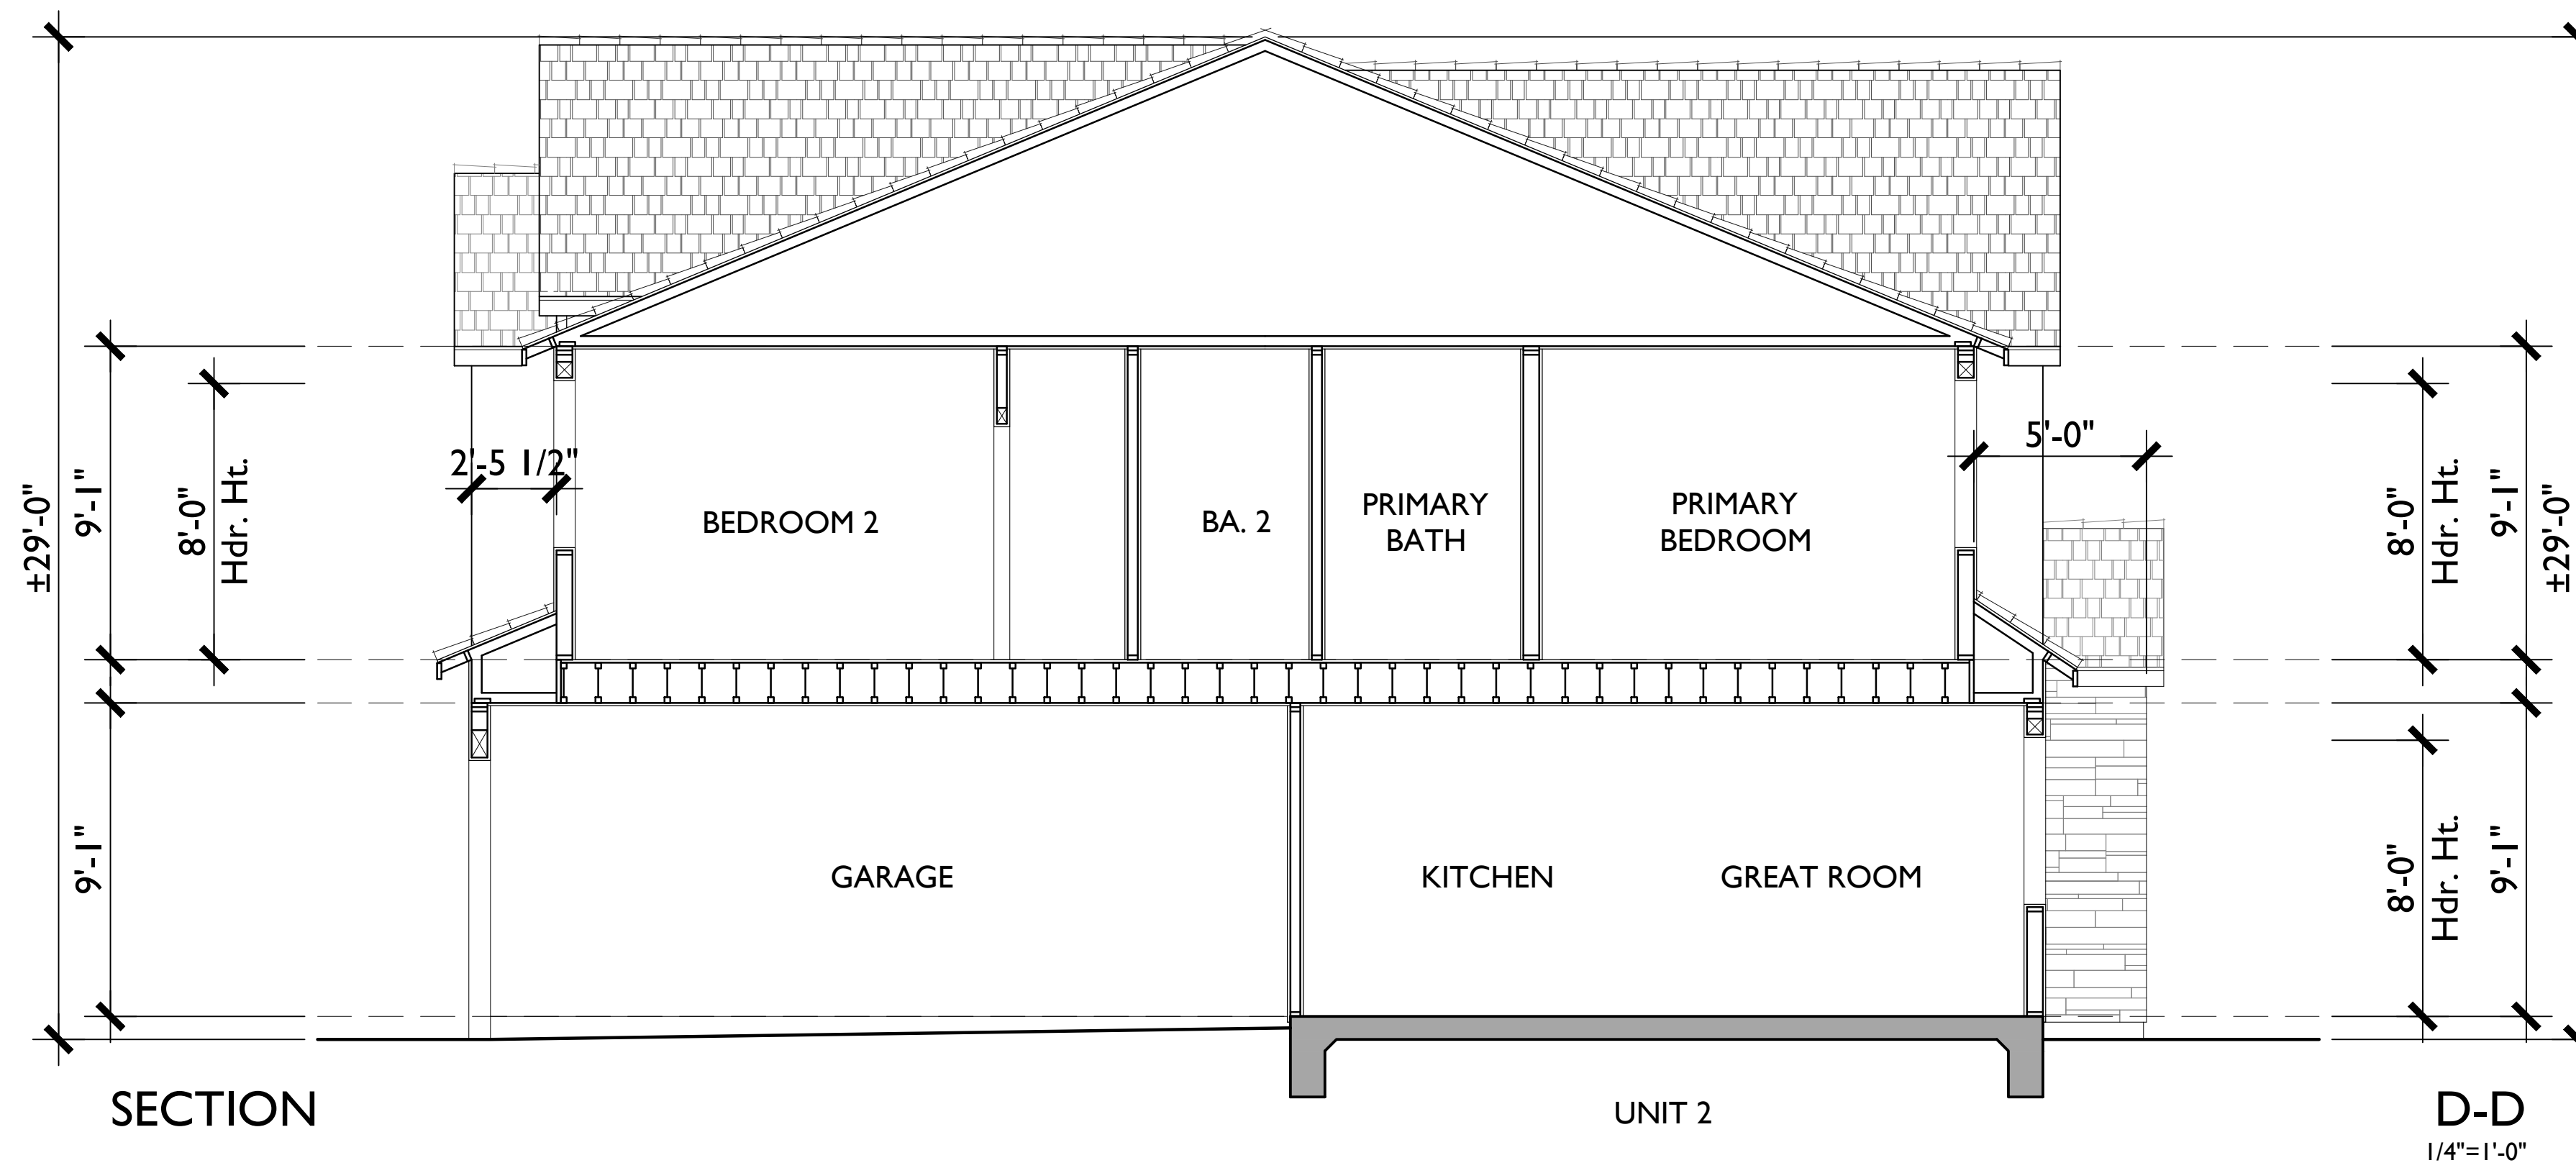 ±29'-0"
9'-1"
8'-0"
Hdr. Ht.
2'-5 1/2"
5'-0"
8'-0"
Hdr. Ht.
9'-1"
±29'-0"
BEDROOM 2
BA. 2
PRIMARY
BATH
PRIMARY
BEDROOM
9'-1"
GARAGE
KITCHEN
GREAT ROOM
8'-0"
Hdr. Ht.
9'-1"
SECTION
UNIT 2
D-D
1/4"=1'-0"